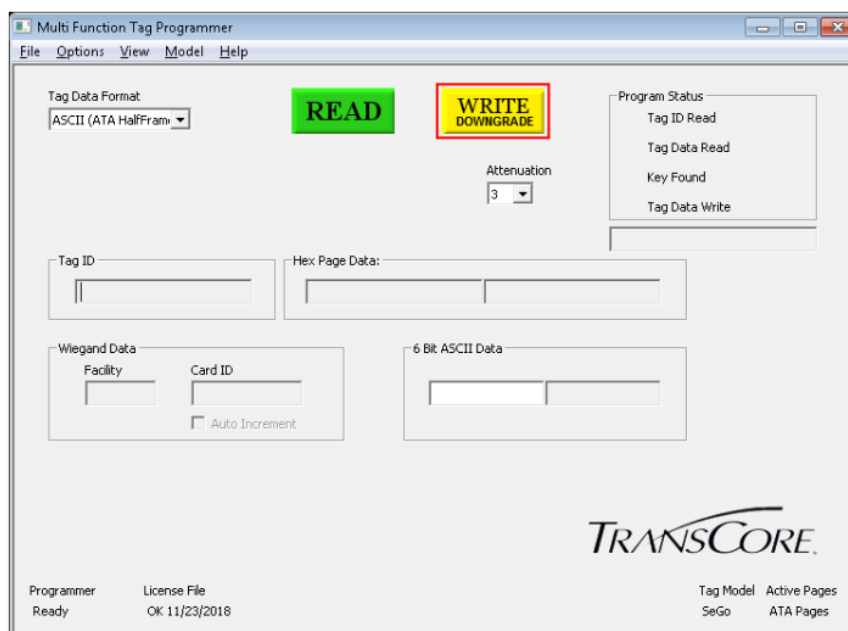 Multi Function Tag Programmer
File Options View Model Help
Tag Data Format
ASCII (ATA HalfFram
READ
WRITE
DOWNGRADE
Attenuation
3
Program Status
Tag ID Read
Tag Data Read
Key Found
Tag Data Write
Tag ID
Hex Page Data:
Wiegand Data
Facility Card ID
Auto Increment
6 Bit ASCII Data
TRANSCORE.
Programmer License File Tag Model Active Pages
Ready OK 11/23/2018 SeGo ATA Pages